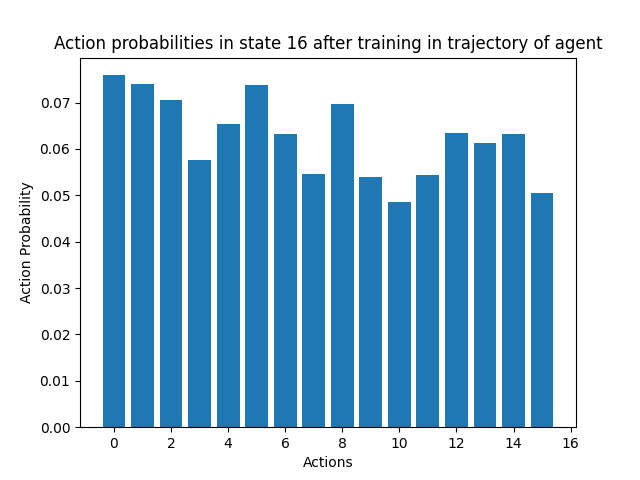 Action probabilities in state 16 after training in trajectory of agent
0.07
0.06
0.05
0.04
0.03
0.02
0.01
0.00
Action Probability
0 2 4 6 8 10 12 14 16
Actions